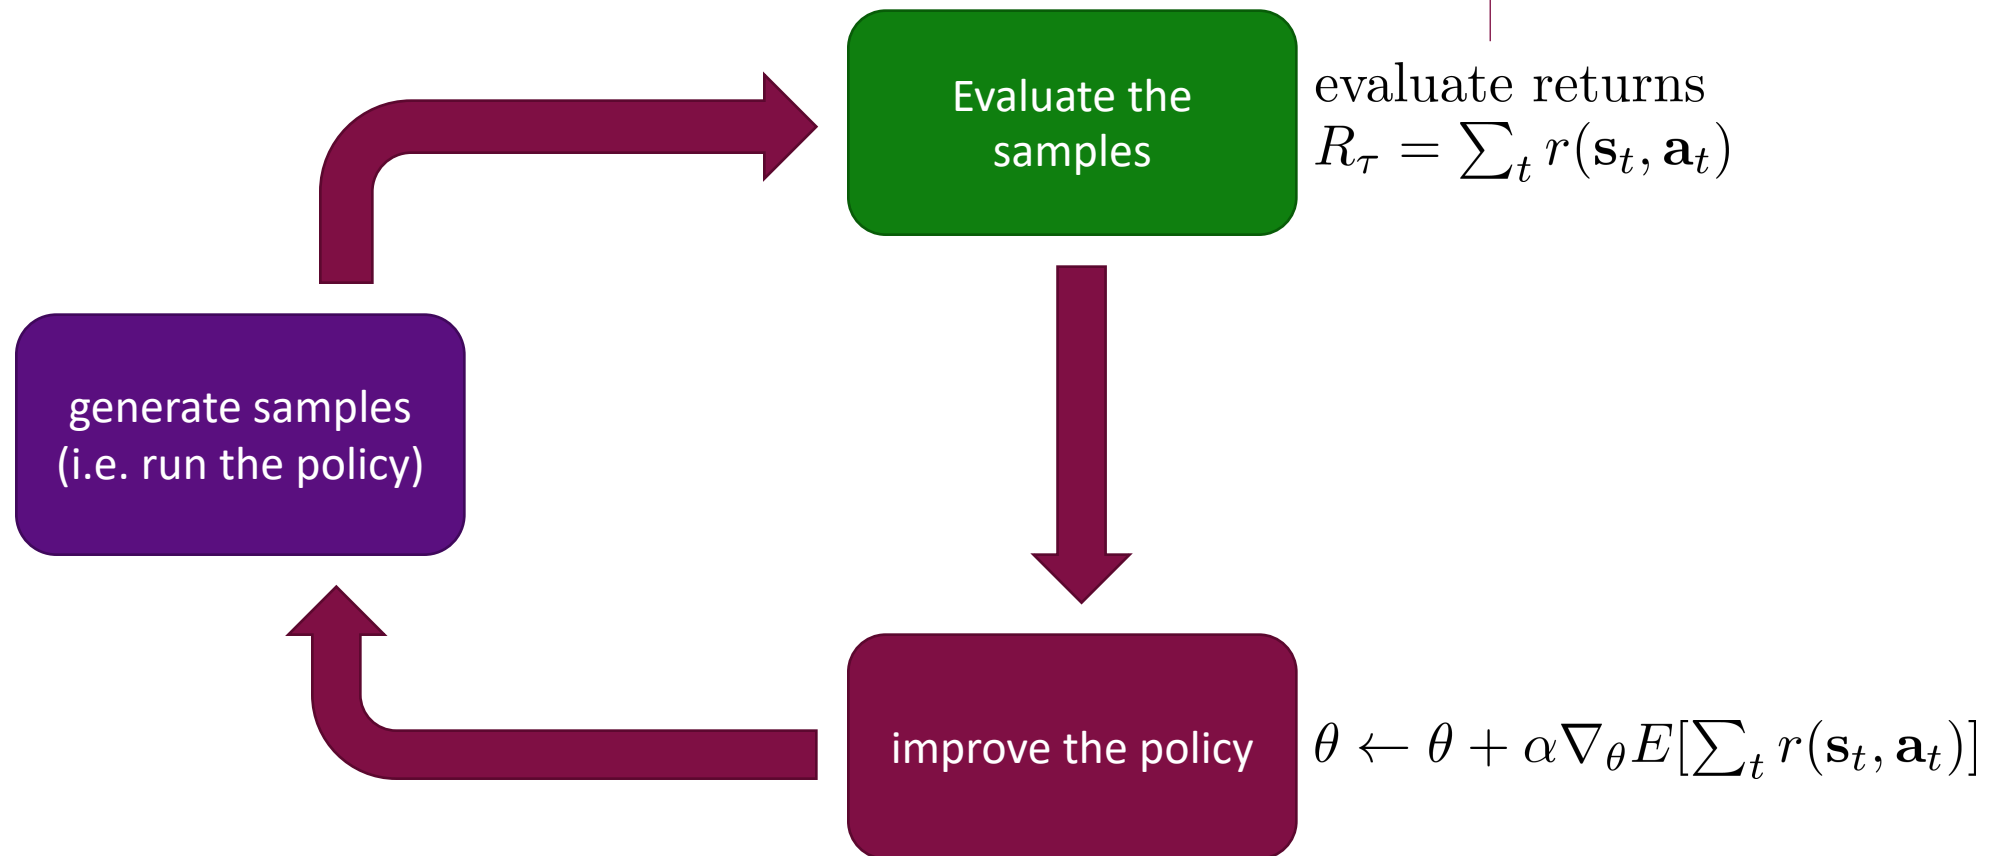 Evaluate the
samples
evaluate returns
R_τ = ∑_t r(𝐬_t, 𝐚_t)
generate samples
(i.e. run the policy)
improve the policy
θ ← θ + α∇_θ E[∑_t r(𝐬_t, 𝐚_t)]